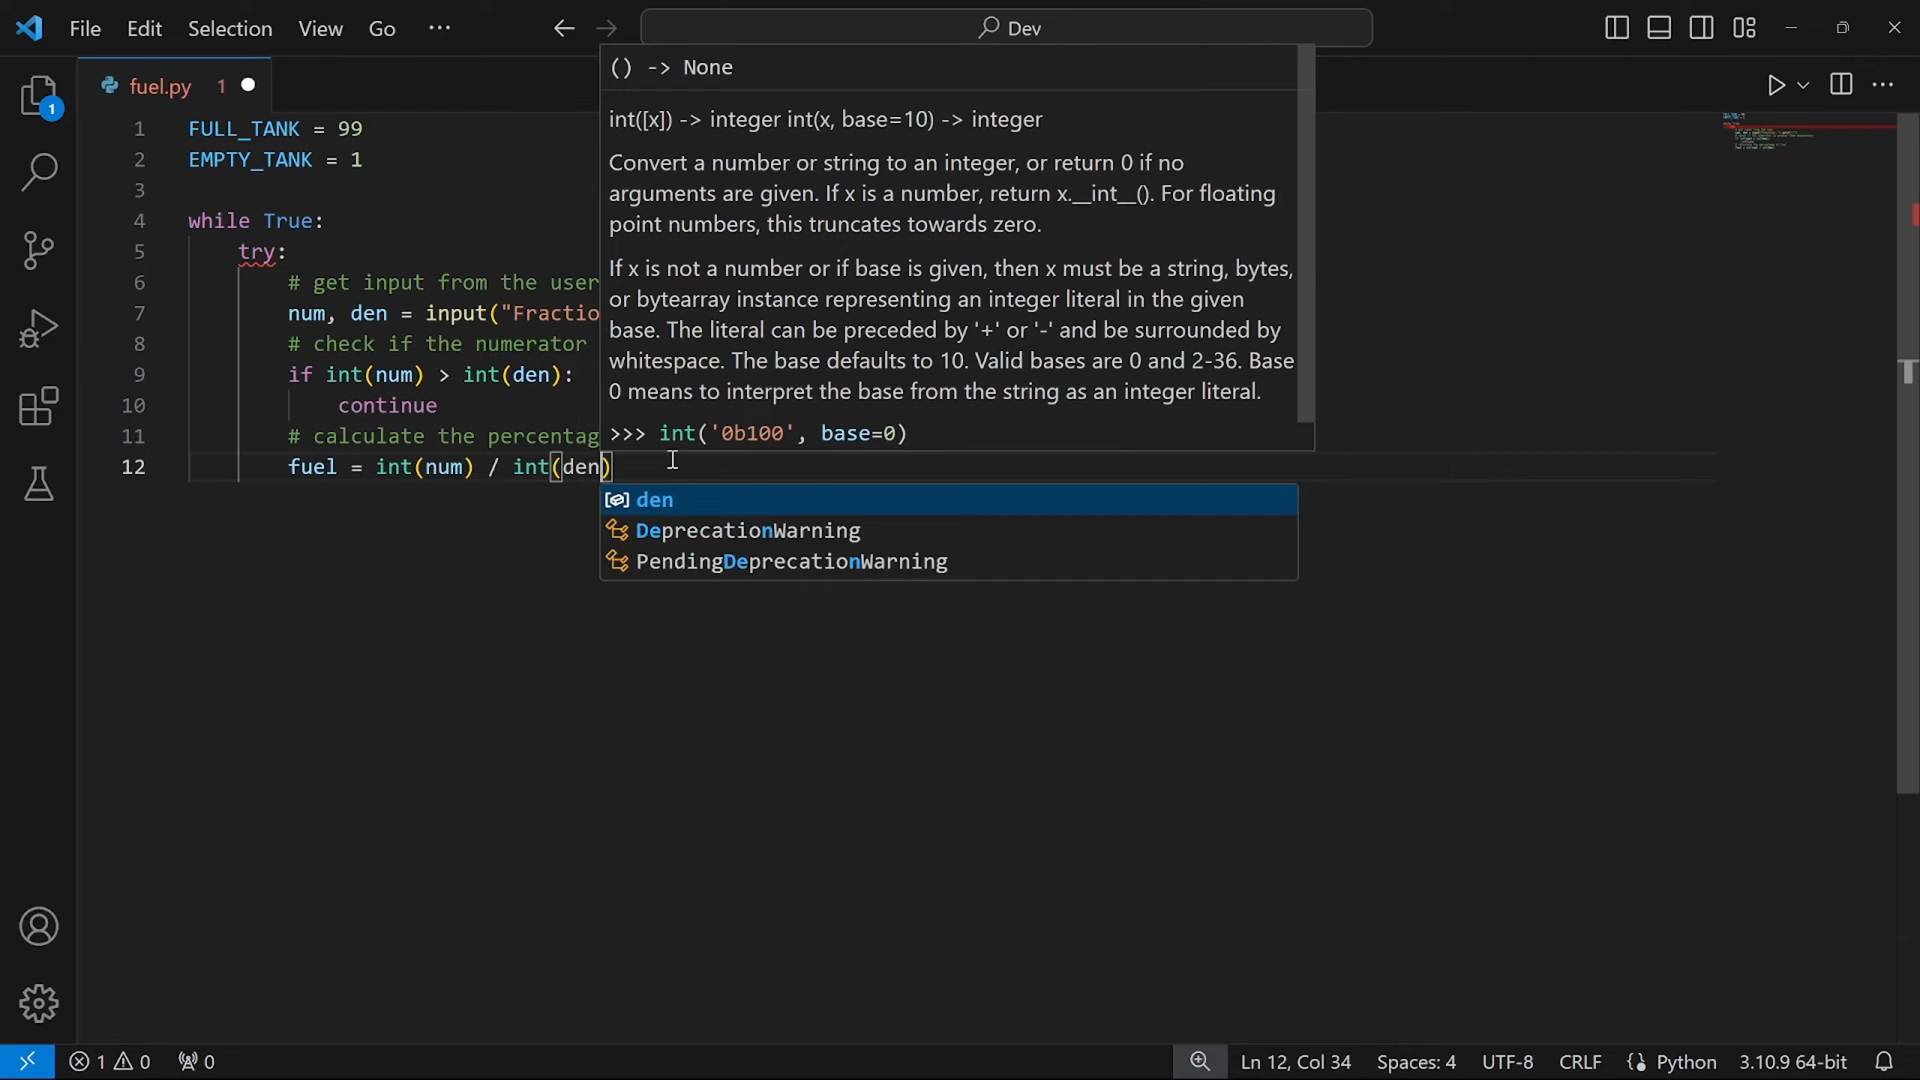 File Edit Selection View Go ··· Dev
fuel.py 1
() -> None
int([x]) -> integer int(x, base=10) -> integer
Convert a number or string to an integer, or return 0 if no
arguments are given. If x is a number, return x.__int__(). For floating
point numbers, this truncates towards zero.
If x is not a number or if base is given, then x must be a string, bytes,
or bytearray instance representing an integer literal in the given
base. The literal can be preceded by '+' or '-' and be surrounded by
whitespace. The base defaults to 10. Valid bases are 0 and 2-36. Base
0 means to interpret the base from the string as an integer literal.
>>> int('0b100', base=0)
1 FULL_TANK = 99
2 EMPTY_TANK = 1
3
4 while True:
5 try:
6 # get input from the user
7 num, den = input("Fractio
8 # check if the numerator
9 if int(num) > int(den):
10 continue
11 # calculate the percentag
12 fuel = int(num) / int(den)
den
DeprecationWarning
PendingDeprecationWarning
1
1 0 0 Ln 12, Col 34 Spaces: 4 UTF-8 CRLF Python 3.10.9 64-bit